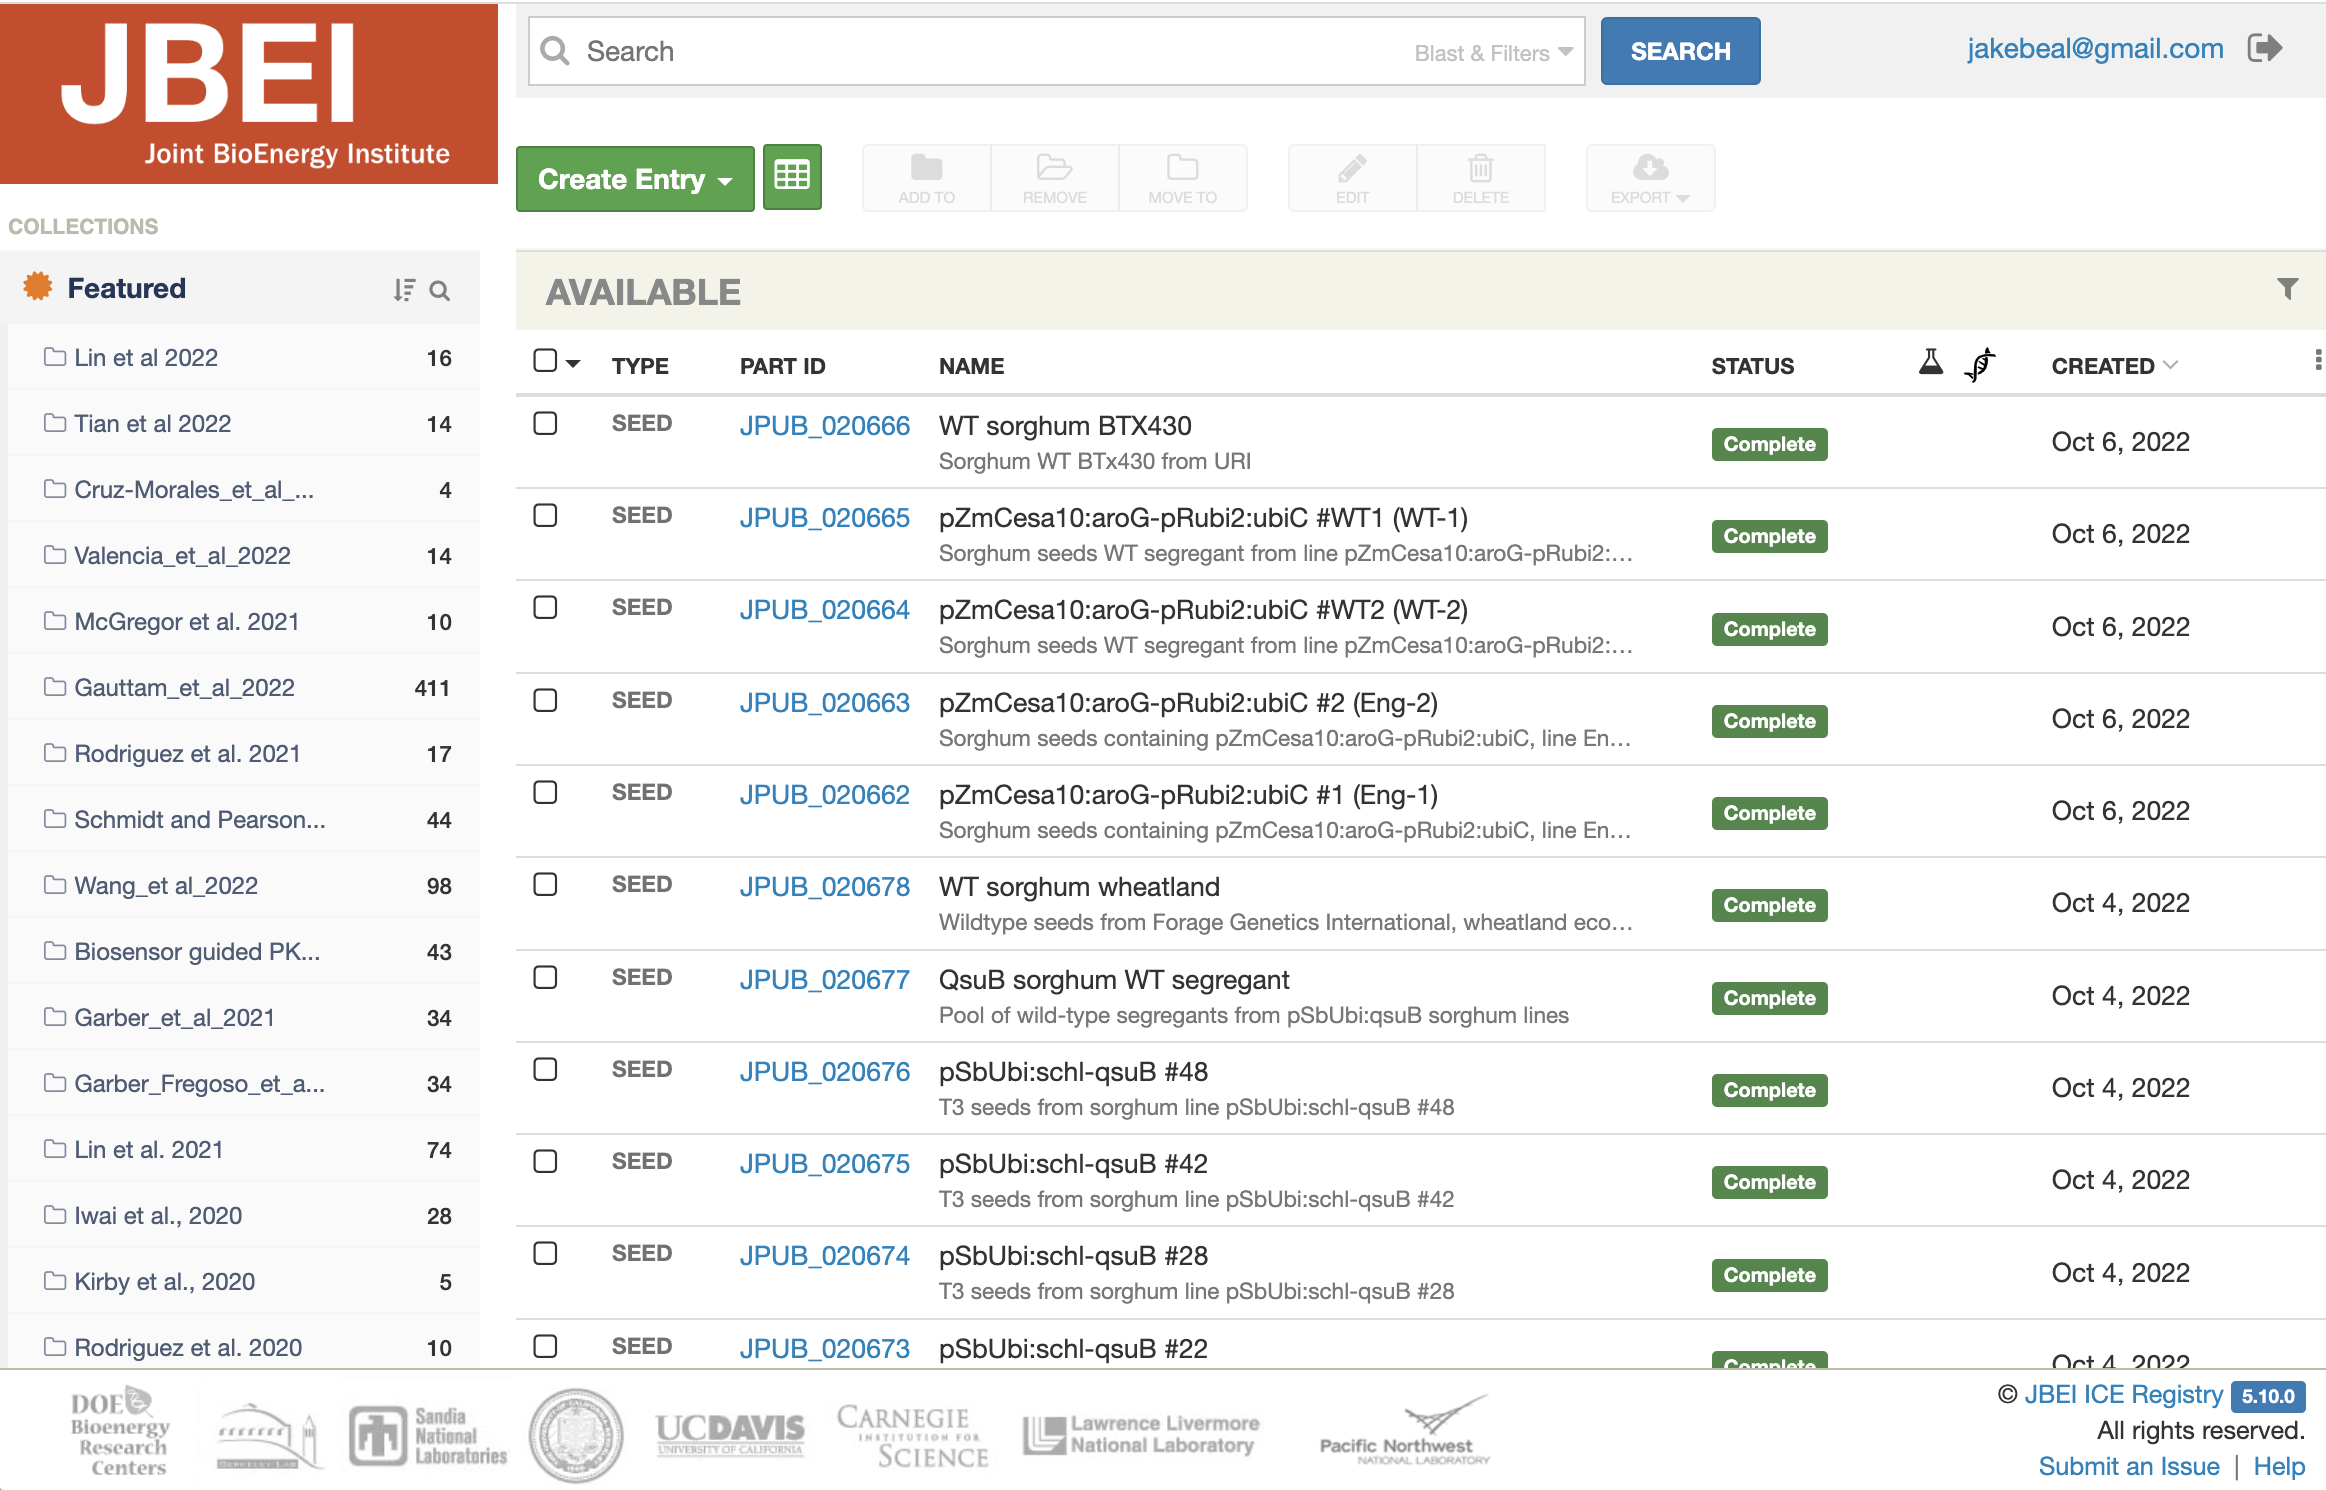 JBEI
Joint BioEnergy Institute
Search
Blast & Filters
SEARCH
jakebeal@gmail.com
Create Entry
ADD TO
REMOVE
MOVE TO
EDIT
DELETE
EXPORT
COLLECTIONS
Featured
Lin et al 2022 16
Tian et al 2022 14
Cruz-Morales_et_al_... 4
Valencia_et_al_2022 14
McGregor et al. 2021 10
Gauttam_et_al_2022 411
Rodriguez et al. 2021 17
Schmidt and Pearson... 44
Wang_et al_2022 98
Biosensor guided PK... 43
Garber_et_al_2021 34
Garber_Fregoso_et_a... 34
Lin et al. 2021 74
Iwai et al., 2020 28
Kirby et al., 2020 5
Rodriguez et al. 2020 10
AVAILABLE
TYPE PART ID NAME STATUS CREATED
SEED JPUB_020666 WT sorghum BTX430 Complete Oct 6, 2022
Sorghum WT BTx430 from URI
SEED JPUB_020665 pZmCesa10:aroG-pRubi2:ubiC #WT1 (WT-1) Complete Oct 6, 2022
Sorghum seeds WT segregant from line pZmCesa10:aroG-pRubi2:...
SEED JPUB_020664 pZmCesa10:aroG-pRubi2:ubiC #WT2 (WT-2) Complete Oct 6, 2022
Sorghum seeds WT segregant from line pZmCesa10:aroG-pRubi2:...
SEED JPUB_020663 pZmCesa10:aroG-pRubi2:ubiC #2 (Eng-2) Complete Oct 6, 2022
Sorghum seeds containing pZmCesa10:aroG-pRubi2:ubiC, line En...
SEED JPUB_020662 pZmCesa10:aroG-pRubi2:ubiC #1 (Eng-1) Complete Oct 6, 2022
Sorghum seeds containing pZmCesa10:aroG-pRubi2:ubiC, line En...
SEED JPUB_020678 WT sorghum wheatland Complete Oct 4, 2022
Wildtype seeds from Forage Genetics International, wheatland eco...
SEED JPUB_020677 QsuB sorghum WT segregant Complete Oct 4, 2022
Pool of wild-type segregants from pSbUbi:qsuB sorghum lines
SEED JPUB_020676 pSbUbi:schl-qsuB #48 Complete Oct 4, 2022
T3 seeds from sorghum line pSbUbi:schl-qsuB #48
SEED JPUB_020675 pSbUbi:schl-qsuB #42 Complete Oct 4, 2022
T3 seeds from sorghum line pSbUbi:schl-qsuB #42
SEED JPUB_020674 pSbUbi:schl-qsuB #28 Complete Oct 4, 2022
T3 seeds from sorghum line pSbUbi:schl-qsuB #28
SEED JPUB_020673 pSbUbi:schl-qsuB #22 Complete Oct 4, 2022
DOE
Bioenergy
Research
Centers
BERKELEY LAB
Sandia
National
Laboratories
UCDAVIS
UNIVERSITY OF CALIFORNIA
CARNEGIE
INSTITUTION FOR
SCIENCE
Lawrence Livermore
National Laboratory
Pacific Northwest
NATIONAL LABORATORY
© JBEI ICE Registry 5.10.0
All rights reserved.
Submit an Issue | Help